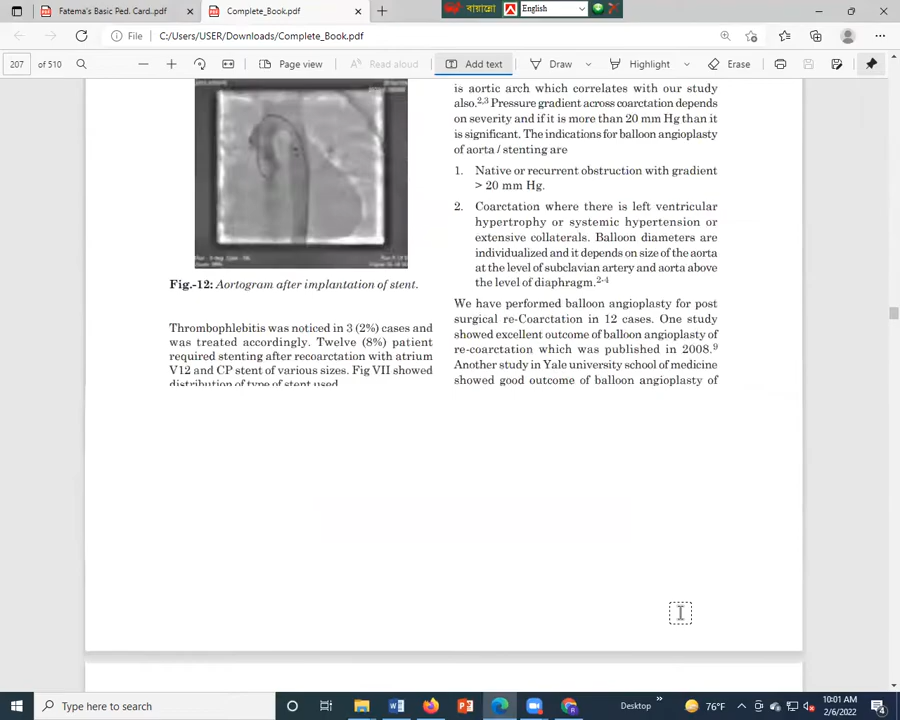 Fatema's Basic Ped. Card..pdf
Complete_Book.pdf
বায়ান্নো
English
File
C:/Users/USER/Downloads/Complete_Book.pdf
207 of 510
Page view
Read aloud
Add text
Draw
Highlight
Erase
Fig.-12: Aortogram after implantation of stent.
Thrombophlebitis was noticed in 3 (2%) cases and
was treated accordingly. Twelve (8%) patient
required stenting after recoarctation with atrium
V12 and CP stent of various sizes. Fig VII showed
distribution of type of stent used
is aortic arch which correlates with our study
also.2,3 Pressure gradient across coarctation depends
on severity and if it is more than 20 mm Hg than it
is significant. The indications for balloon angioplasty
of aorta / stenting are
1. Native or recurrent obstruction with gradient
> 20 mm Hg.
2. Coarctation where there is left ventricular
hypertrophy or systemic hypertension or
extensive collaterals. Balloon diameters are
individualized and it depends on size of the aorta
at the level of subclavian artery and aorta above
the level of diaphragm.2-4
We have performed balloon angioplasty for post
surgical re-Coarctation in 12 cases. One study
showed excellent outcome of balloon angioplasty of
re-coarctation which was published in 2008.9
Another study in Yale university school of medicine
showed good outcome of balloon angioplasty of
Type here to search
Desktop
76°F
10:01 AM
2/6/2022